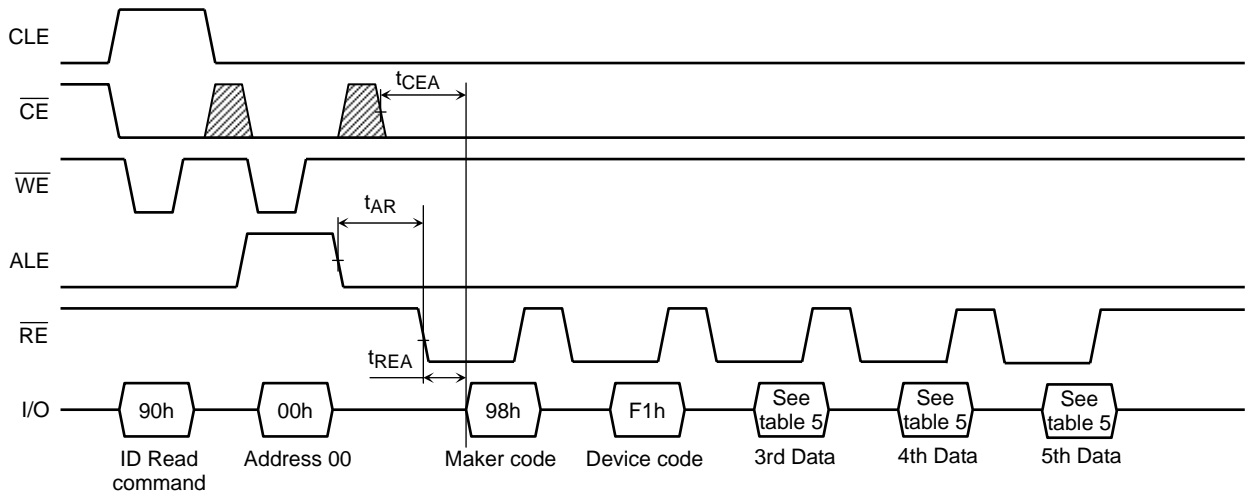 CLE
tCEA
CE
WE
tAR
ALE
RE
tREA
I/O
90h
00h
98h
F1h
See
table 5
See
table 5
See
table 5
ID Read
command
Address 00
Maker code
Device code
3rd Data
4th Data
5th Data